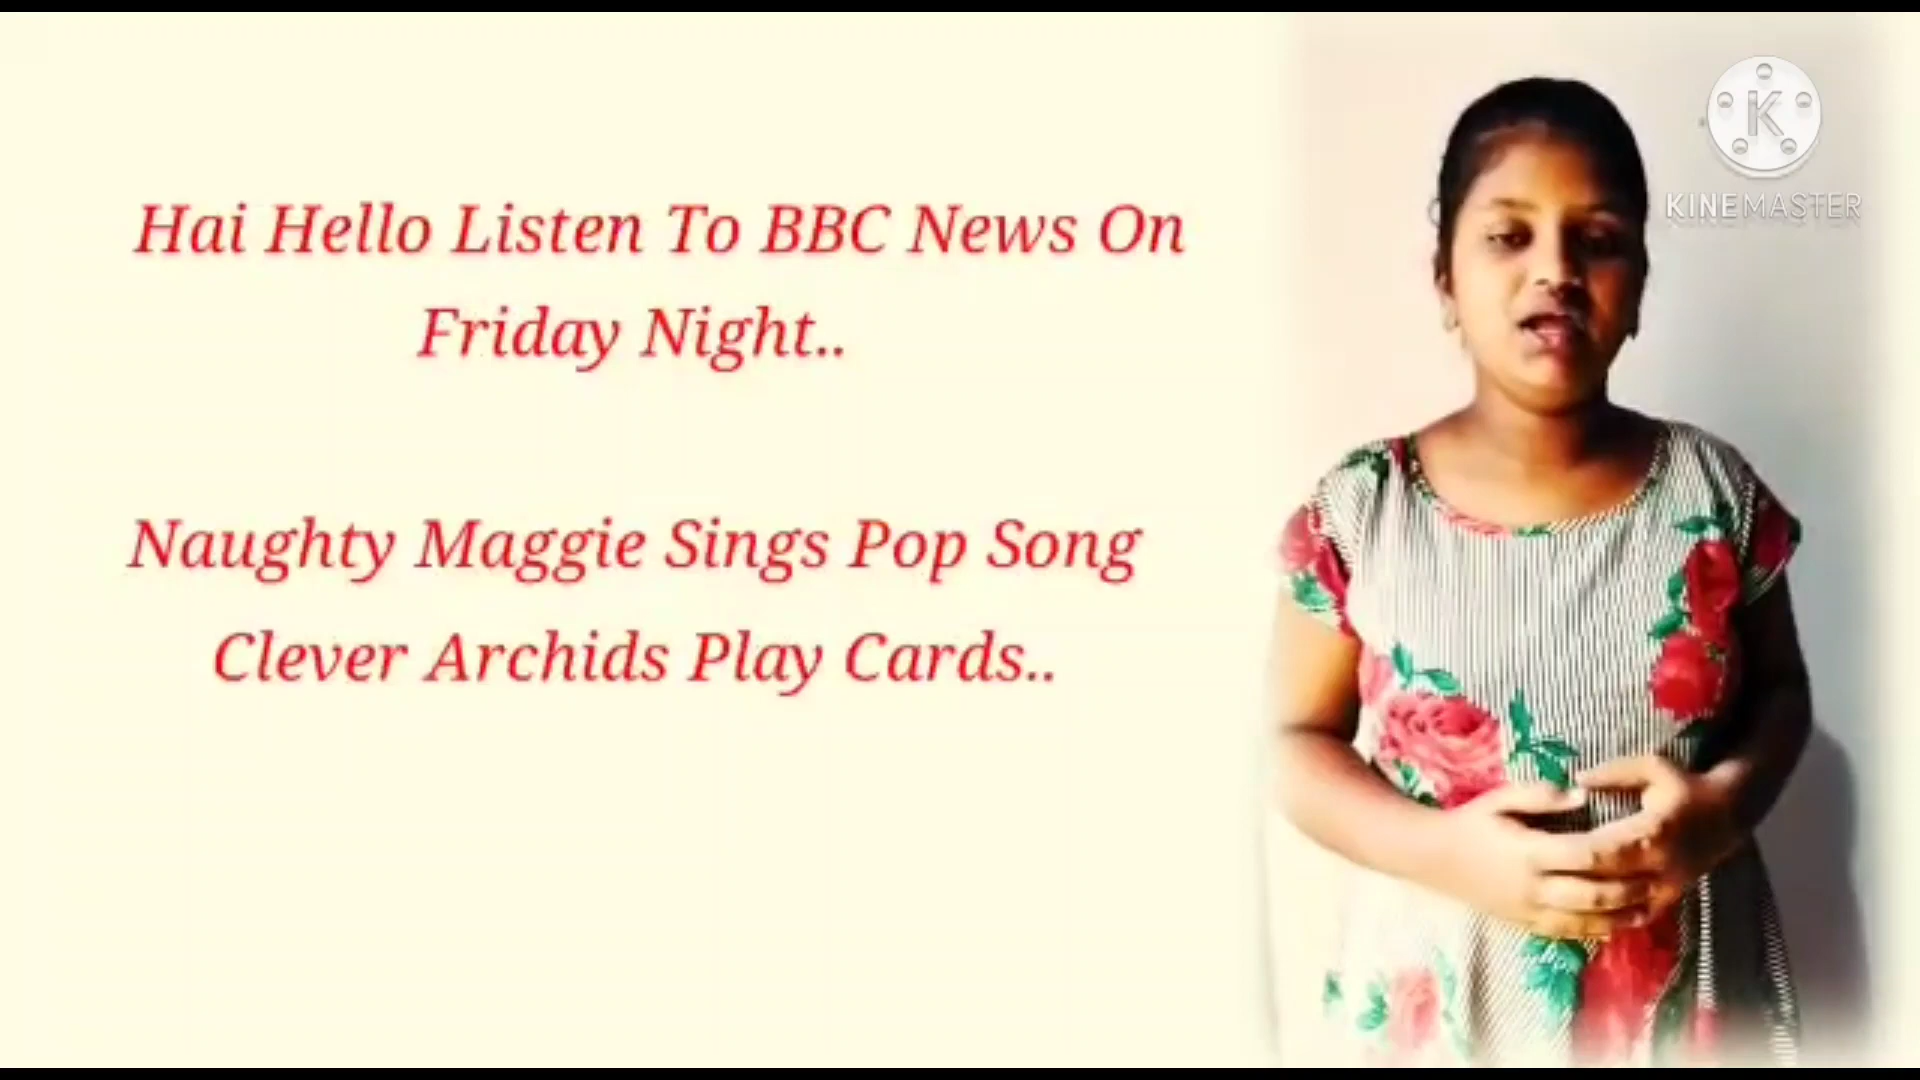 Hai Hello Listen To BBC News On
Friday Night..
Naughty Maggie Sings Pop Song
Clever Archids Play Cards..
K
KINEMASTER